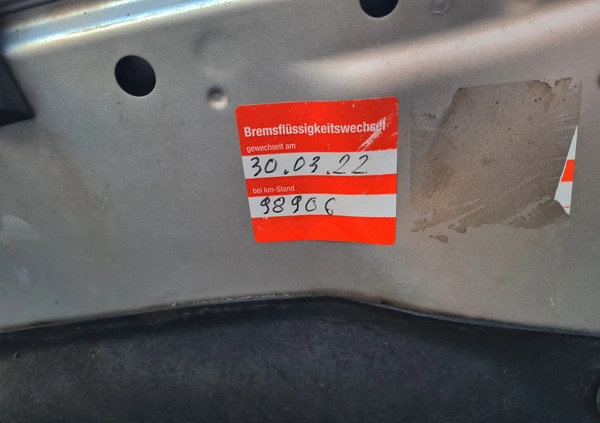 Bremsflüssigkeitswechsel
gewechselt am
30.03.22
bei km-Stand
98906